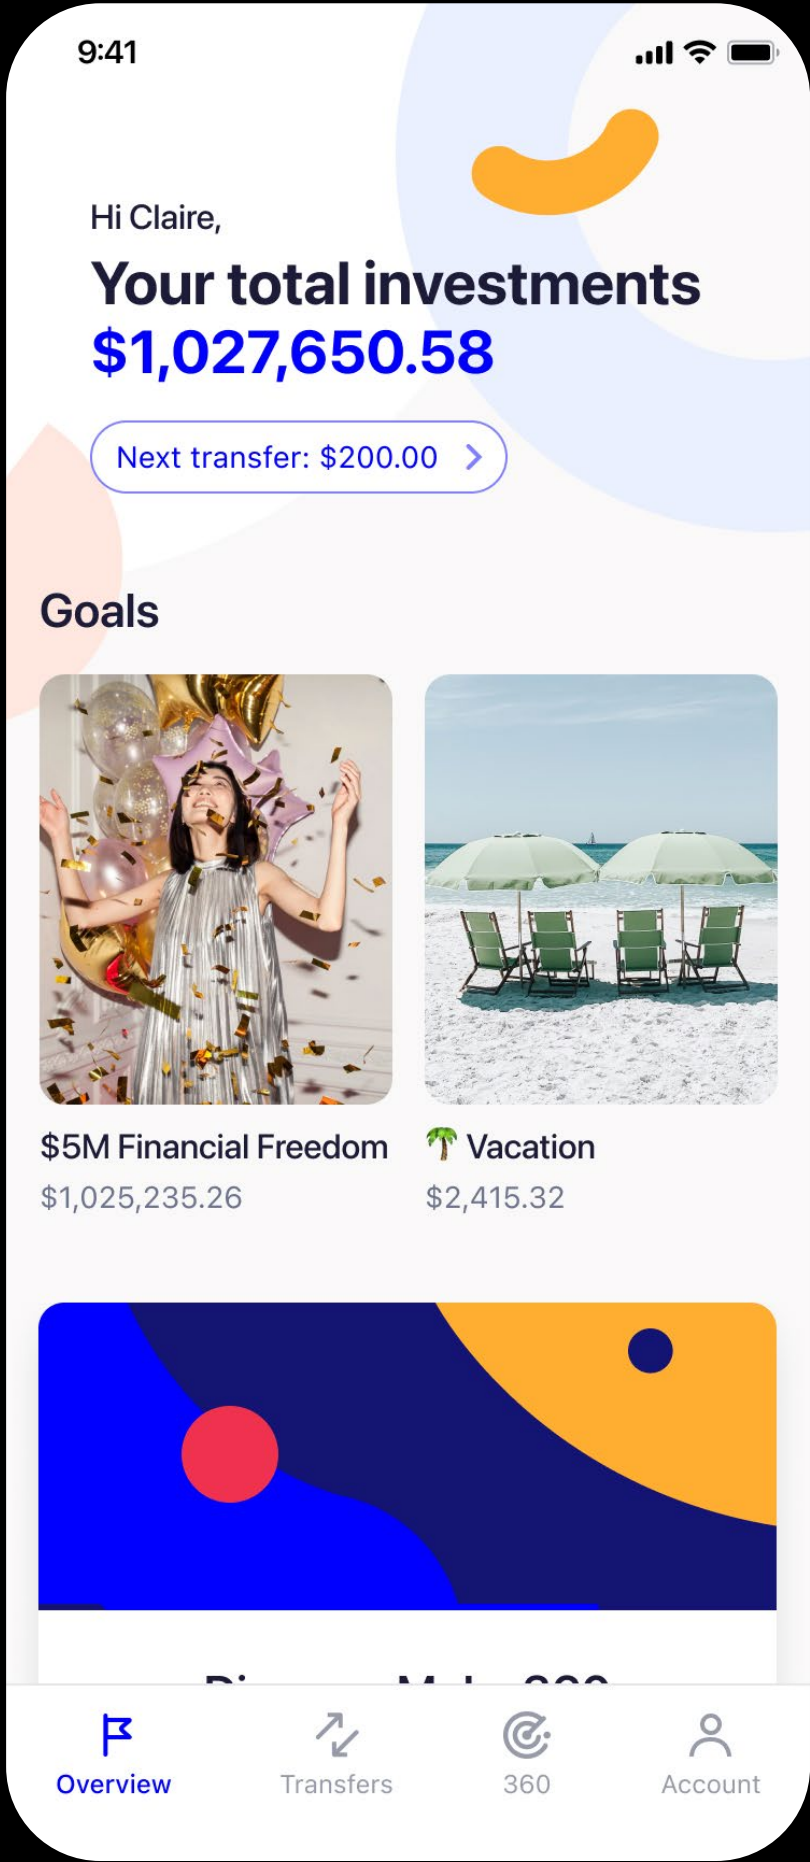 9:41
Hi Claire,
Your total investments
$1,027,650.58
Next transfer: $200.00
Goals
$5M Financial Freedom
🌴 Vacation
$1,025,235.26
$2,415.32
Overview
Transfers
360
Account